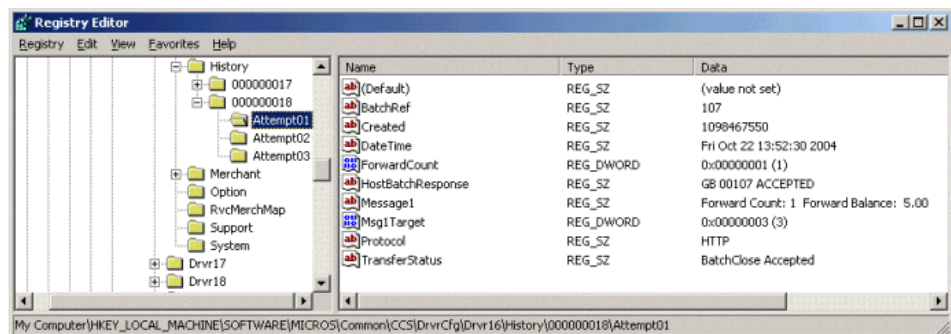 Registry Editor
Registry Edit View Favorites Help
History
000000017
000000018
Attempt01
Attempt02
Attempt03
Merchant
Option
RvcMerchMap
Support
System
Drvr17
Drvr18
Name Type Data
(Default) REG_SZ (value not set)
BatchRef REG_SZ 107
Created REG_SZ 1098467550
DateTime REG_SZ Fri Oct 22 13:52:30 2004
ForwardCount REG_DWORD 0x00000001 (1)
HostBatchResponse REG_SZ GB 00107 ACCEPTED
Message1 REG_SZ Forward Count: 1 Forward Balance: 5.00
Msg1Target REG_DWORD 0x00000003 (3)
Protocol REG_SZ HTTP
TransferStatus REG_SZ BatchClose Accepted
My Computer\HKEY_LOCAL_MACHINE\SOFTWARE\MICROS\Common\CCS\DrvrCfg\Drvr16\History\000000018\Attempt01